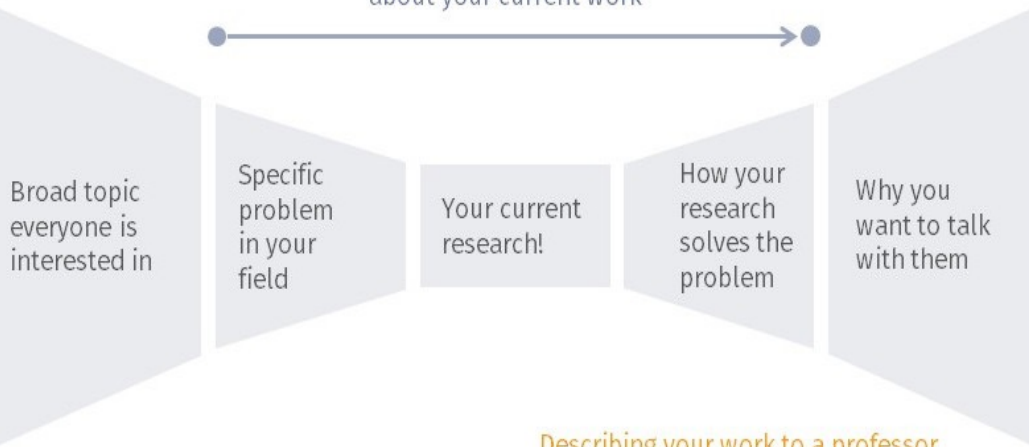 about your current work
Broad topic
everyone is
interested in
Specific
problem
in your
field
Your current
research!
How your
research
solves the
problem
Why you
want to talk
with them
Describing your work to a professor